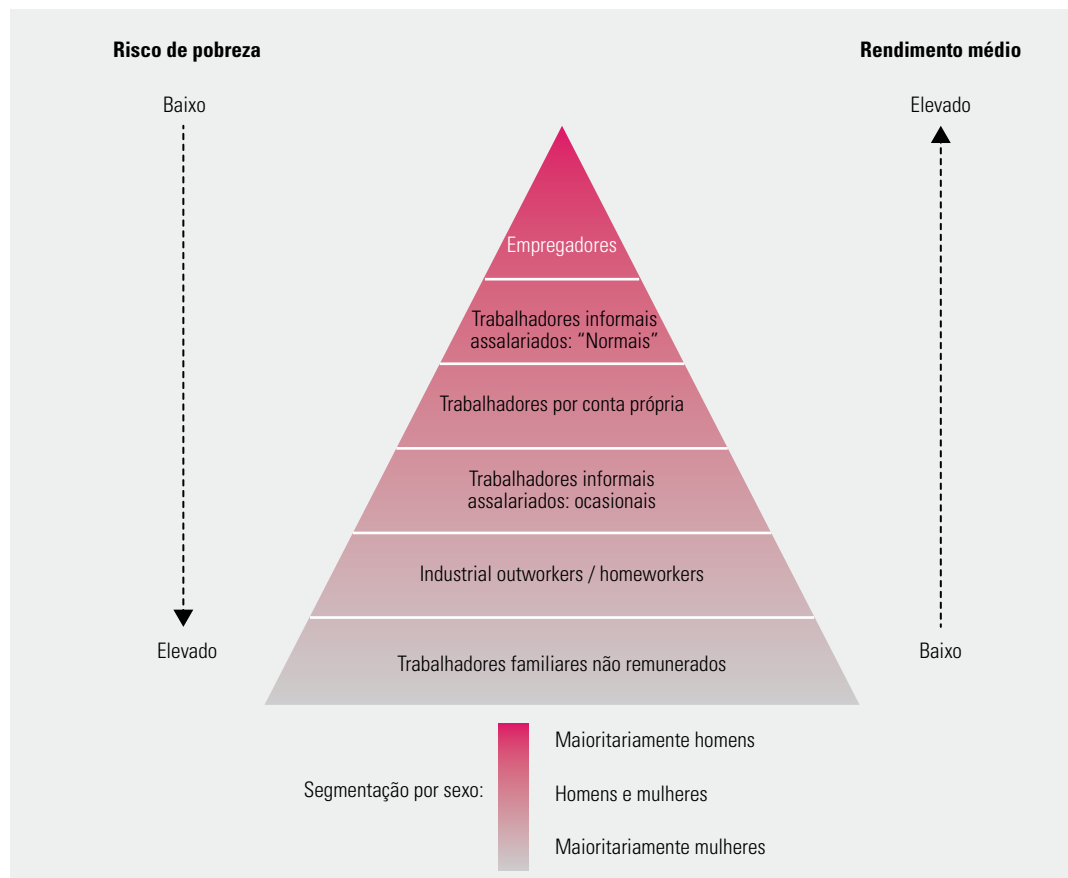 Risco de pobreza
Rendimento médio
Baixo
Elevado
Empregadores
Trabalhadores informais
assalariados: “Normais”
Trabalhadores por conta própria
Trabalhadores informais
assalariados: ocasionais
Industrial outworkers / homeworkers
Elevado
Baixo
Trabalhadores familiares não remunerados
Maioritariamente homens
Segmentação por sexo:
Homens e mulheres
Maioritariamente mulheres